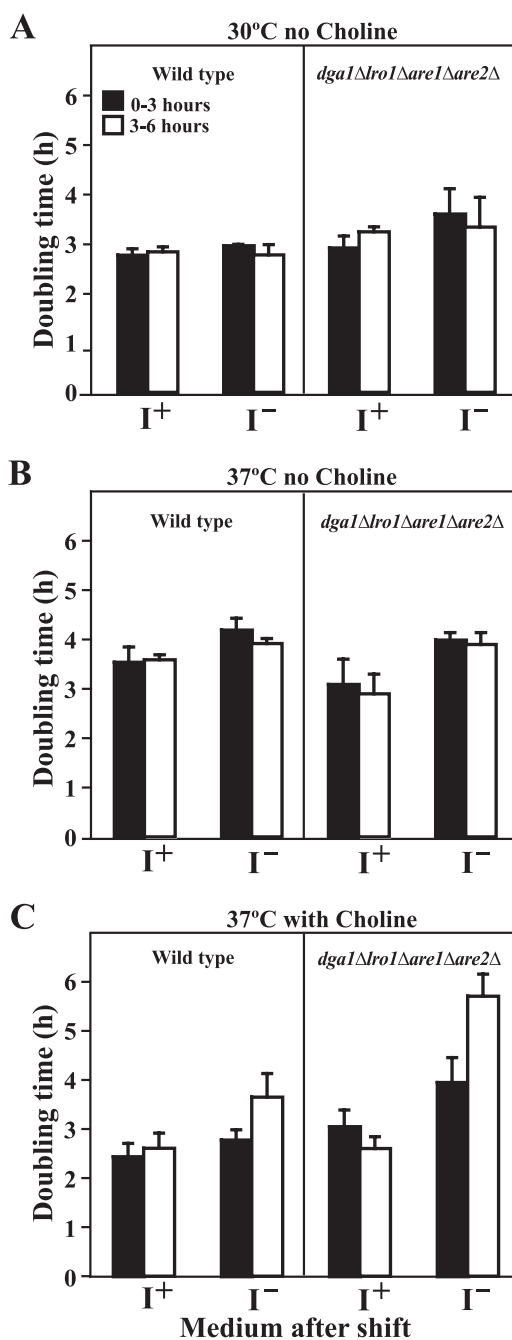 A
30ºC no Choline
Wild type
dga1Δlro1Δare1Δare2Δ
0-3 hours
3-6 hours
Doubling time (h)
6
5
4
3
2
1
0
I+
I−
I+
I−
B
37ºC no Choline
Wild type
dga1Δlro1Δare1Δare2Δ
Doubling time (h)
6
5
4
3
2
1
0
I+
I−
I+
I−
C
37ºC with Choline
Wild type
dga1Δlro1Δare1Δare2Δ
Doubling time (h)
6
5
4
3
2
1
0
I+
I−
I+
I−
Medium after shift